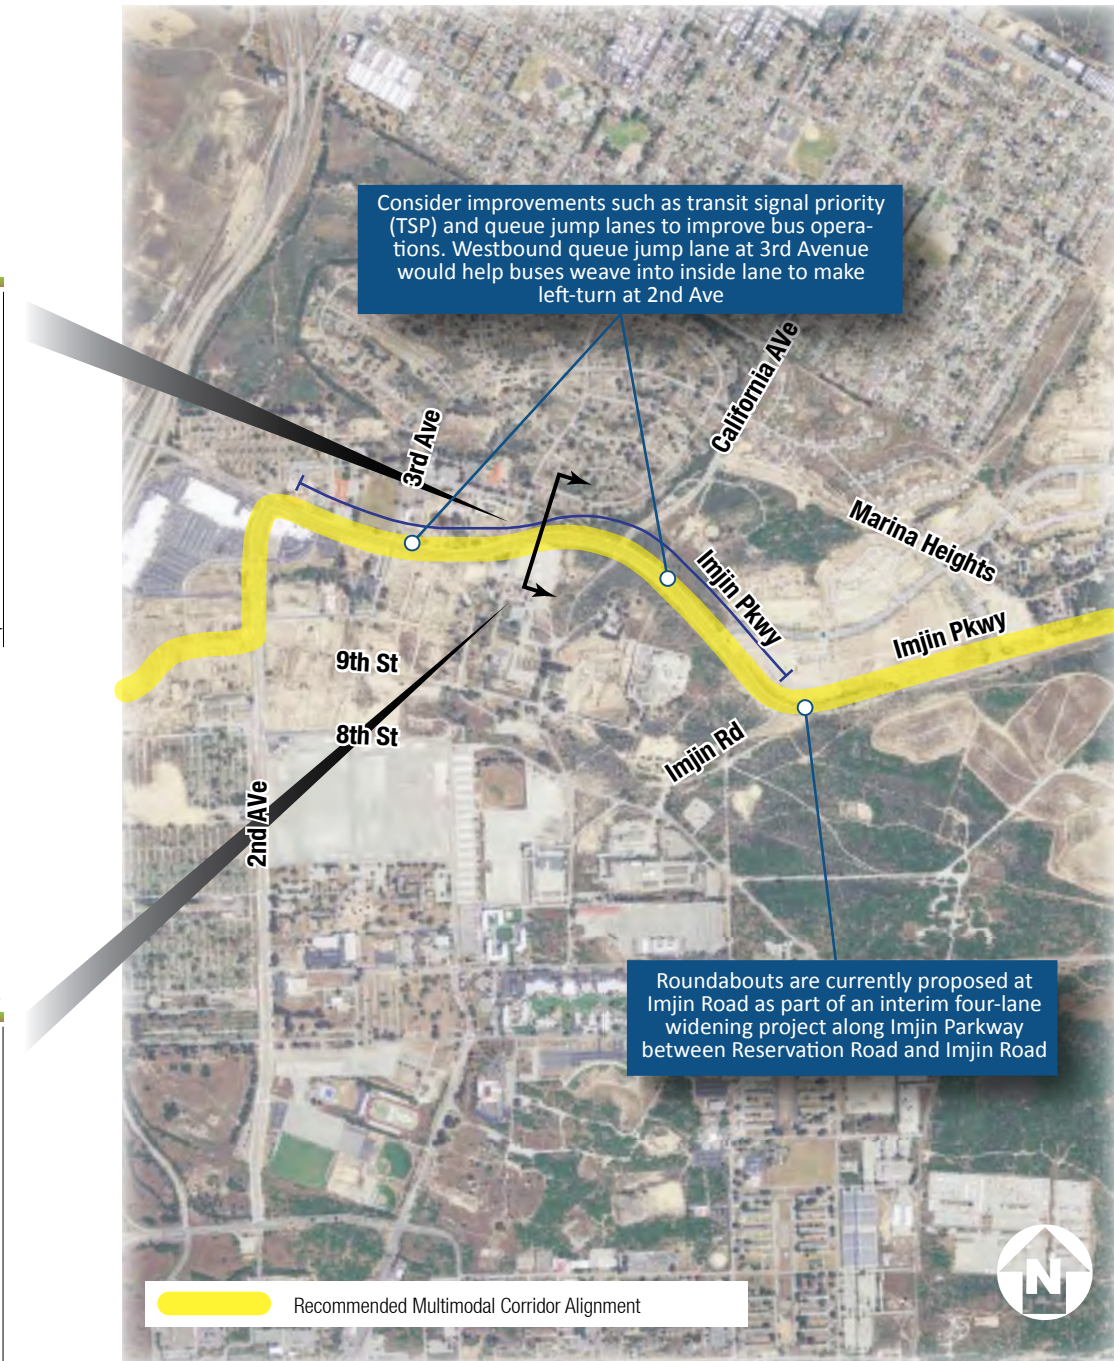 Consider improvements such as transit signal priority
(TSP) and queue jump lanes to improve bus opera-
tions. Westbound queue jump lane at 3rd Avenue
would help buses weave into inside lane to make
left-turn at 2nd Ave
California AVe
3rd Ave
Marina Heights
Imjin Pkwy
Imjin Pkwy
9th St
8th St
Imjin Rd
2nd AVe
Roundabouts are currently proposed at
Imjin Road as part of an interim four-lane
widening project along Imjin Parkway
between Reservation Road and Imjin Road
N
Recommended Multimodal Corridor Alignment